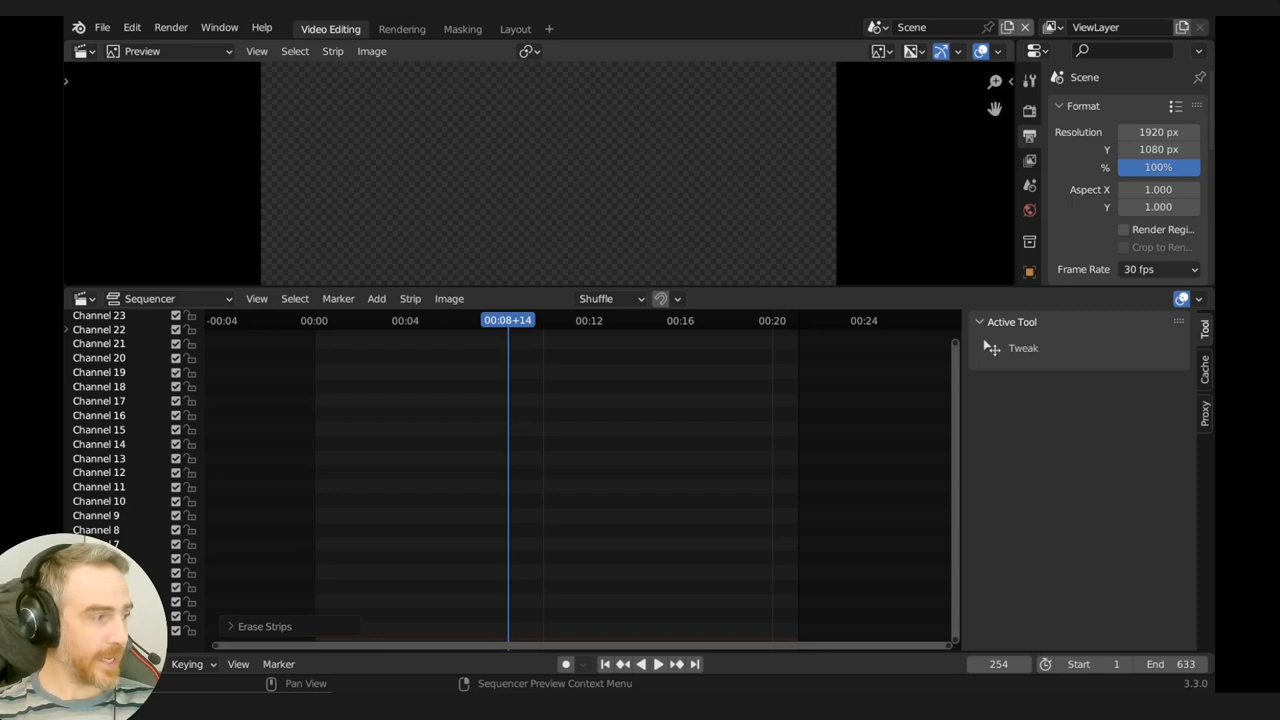 File Edit Render Window Help Video Editing Rendering Masking Layout + Scene ViewLayer
Preview View Select Strip Image
Scene
Format
Resolution 1920 px
Y 1080 px
% 100%
Aspect X 1.000
Y 1.000
Render Regi...
Crop to Ren...
Frame Rate 30 fps
Sequencer View Select Marker Add Strip Image Shuffle
-00:04 00:00 00:04 00:08+14 00:12 00:16 00:20 00:24
Active Tool
Tweak
Tool
Cache
Proxy
Channel 23
Channel 22
Channel 21
Channel 20
Channel 19
Channel 18
Channel 17
Channel 16
Channel 15
Channel 14
Channel 13
Channel 12
Channel 11
Channel 10
Channel 9
Channel 8
7
Erase Strips
Keying View Marker 254 Start 1 End 633
Pan View Sequencer Preview Context Menu 3.3.0